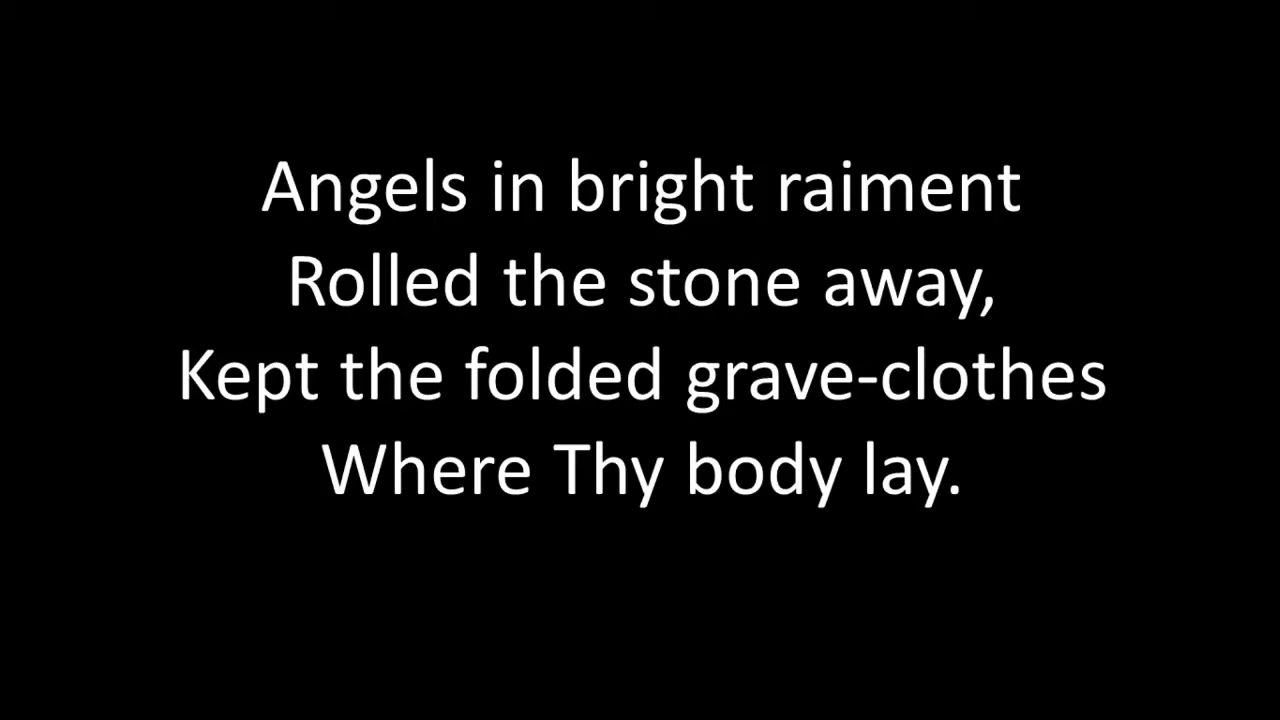 Angels in bright raiment
Rolled the stone away,
Kept the folded grave-clothes
Where Thy body lay.